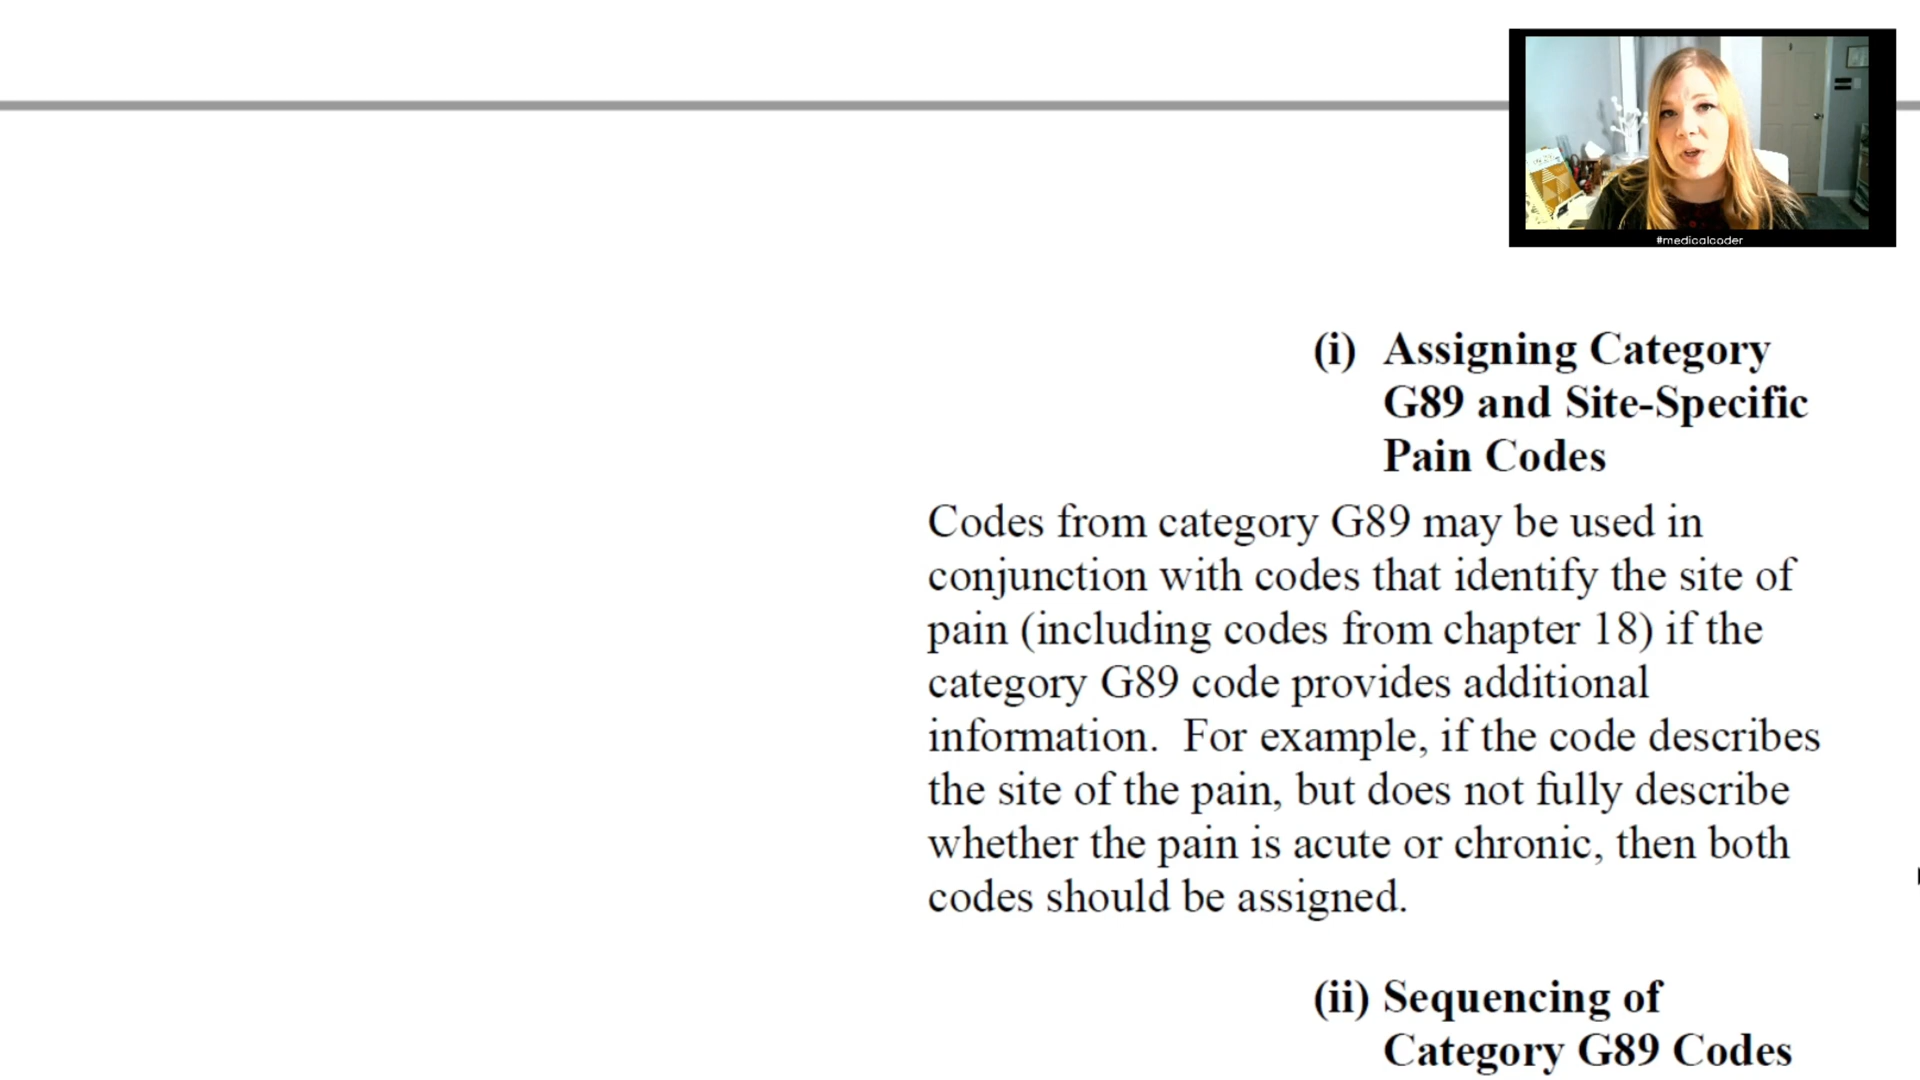 #medicalcoder
(i) Assigning Category
G89 and Site-Specific
Pain Codes
Codes from category G89 may be used in
conjunction with codes that identify the site of
pain (including codes from chapter 18) if the
category G89 code provides additional
information.  For example, if the code describes
the site of the pain, but does not fully describe
whether the pain is acute or chronic, then both
codes should be assigned.
(ii) Sequencing of
Category G89 Codes